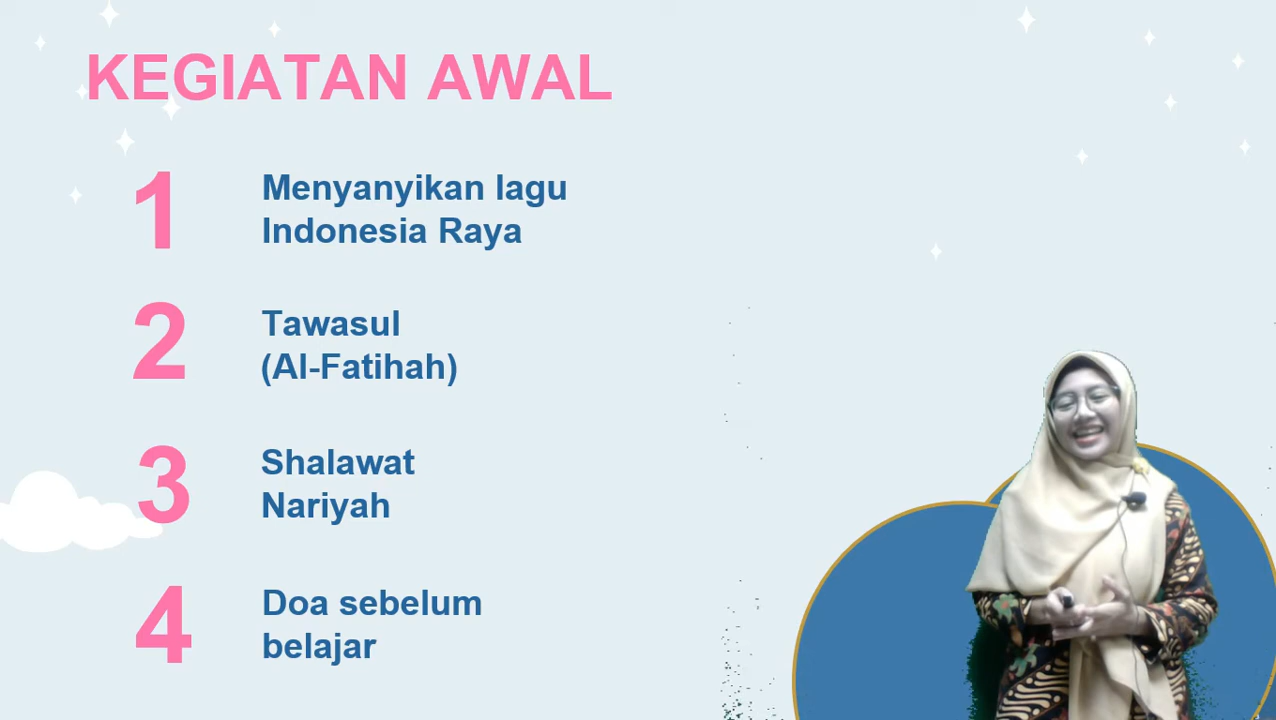 KEGIATAN AWAL
1
Menyanyikan lagu
Indonesia Raya
2
Tawasul
(Al-Fatihah)
3
Shalawat
Nariyah
4
Doa sebelum
belajar